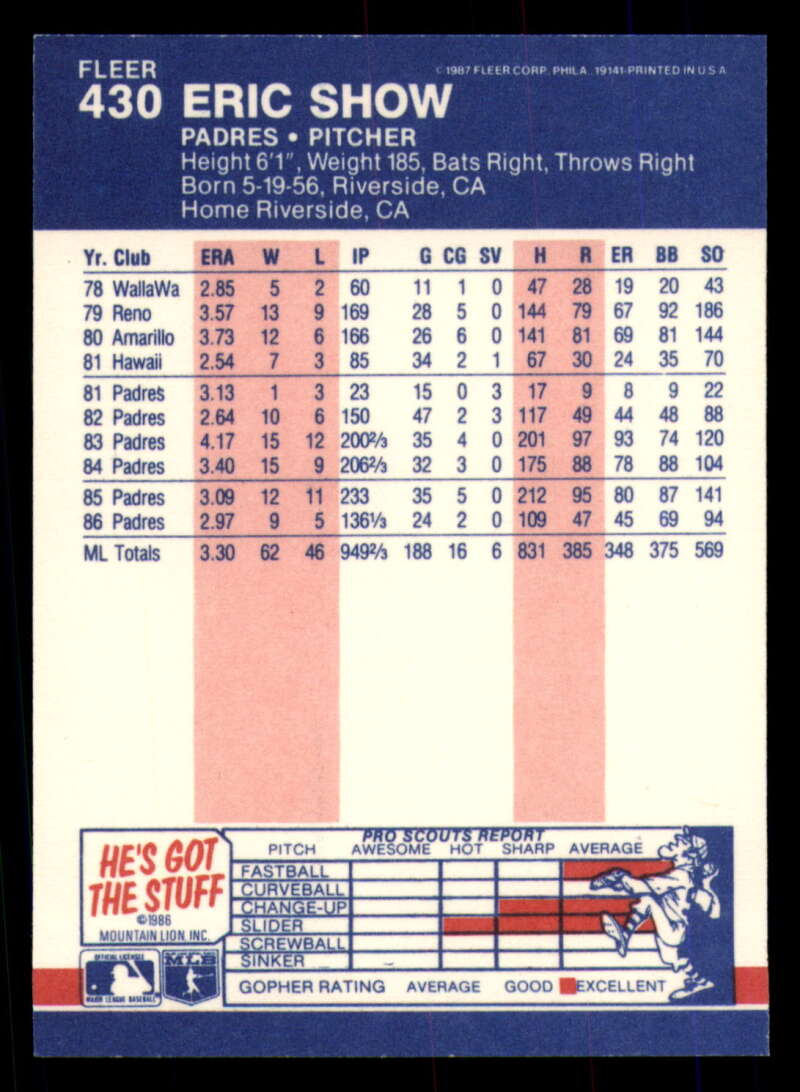 FLEER
©1987 FLEER CORP. PHILA. 19141-PRINTED IN U S A
430 ERIC SHOW
PADRES • PITCHER
Height 6'1", Weight 185, Bats Right, Throws Right
Born 5-19-56, Riverside, CA
Home Riverside, CA
Yr. Club ERA W L IP G CG SV H R ER BB SO
78 WallaWa 2.85 5 2 60 11 1 0 47 28 19 20 43
79 Reno 3.57 13 9 169 28 5 0 144 79 67 92 186
80 Amarillo 3.73 12 6 166 26 6 0 141 81 69 81 144
81 Hawaii 2.54 7 3 85 34 2 1 67 30 24 35 70
81 Padres 3.13 1 3 23 15 0 3 17 9 8 9 22
82 Padres 2.64 10 6 150 47 2 3 117 49 44 48 88
83 Padres 4.17 15 12 200⅔ 35 4 0 201 97 93 74 120
84 Padres 3.40 15 9 206⅔ 32 3 0 175 88 78 88 104
85 Padres 3.09 12 11 233 35 5 0 212 95 80 87 141
86 Padres 2.97 9 5 136⅓ 24 2 0 109 47 45 69 94
ML Totals 3.30 62 46 949⅔ 188 16 6 831 385 348 375 569
HE'S GOT
THE STUFF
©1986
MOUNTAIN LION, INC.
OFFICIAL LICENSEE
MAJOR LEAGUE BASEBALL
MLB
PRO SCOUTS REPORT
PITCH AWESOME HOT SHARP AVERAGE
FASTBALL
CURVEBALL
CHANGE-UP
SLIDER
SCREWBALL
SINKER
GOPHER RATING AVERAGE GOOD EXCELLENT